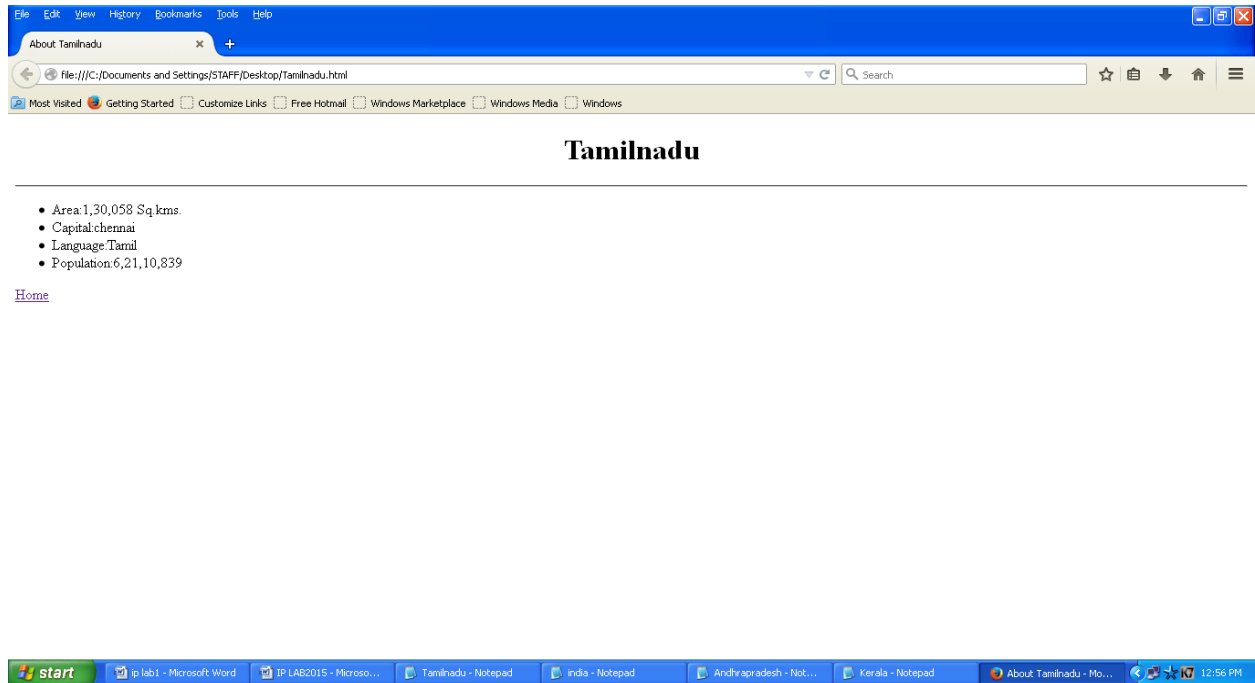 File Edit View History Bookmarks Tools Help
About Tamilnadu
file:///C:/Documents and Settings/STAFF/Desktop/Tamilnadu.html Search
Most Visited Getting Started Customize Links Free Hotmail Windows Marketplace Windows Media Windows
Tamilnadu
Area:1,30,058 Sq.kms.
Capital:chennai
Language:Tamil
Population:6,21,10,839
Home
start ip lab1 - Microsoft Word IP LAB2015 - Microso... Tamilnadu - Notepad india - Notepad Andhrapradesh - Not... Kerala - Notepad About Tamilnadu - Mo... K7 12:56 PM